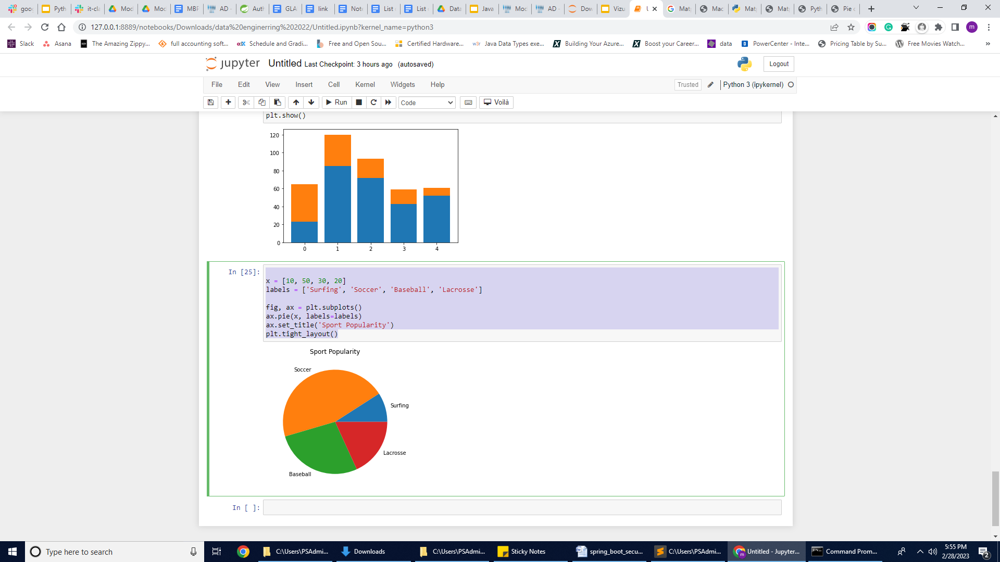 goo
Pyth
it-cla
Mod
Moc
MBF
AD -
Auth
GLA
link
Note
List
List
Data
Java
Moc
AD -
Dow
Vizu
Mat
Mac
Mat
Mat
Pyth
Pie c
127.0.0.1:8889/notebooks/Downloads/data%20enginerring%202022/Untitled.ipynb?kernel_name=python3
m
Slack
Asana
The Amazing Zippy...
full accounting soft...
edX Schedule and Gradi...
Free and Open Sou...
Certified Hardware...
w3r Java Data Types exe...
Building Your Azure...
Boost your Career...
data
PowerCenter - Inte...
Pricing Table by Su...
Free Movies Watch...
»
jupyter Untitled Last Checkpoint: 3 hours ago (autosaved)
Logout
File Edit View Insert Cell Kernel Widgets Help
Trusted
Python 3 (ipykernel)
Run
Code
Voilà
plt.show()
120
100
80
60
40
20
0
0 1 2 3 4
In [25]:
x = [10, 50, 30, 20]
labels = ['Surfing', 'Soccer', 'Baseball', 'Lacrosse']
fig, ax = plt.subplots()
ax.pie(x, labels=labels)
ax.set_title('Sport Popularity')
plt.tight_layout()
Sport Popularity
Soccer
Surfing
Lacrosse
Baseball
In [ ]:
Type here to search
C:\Users\PSAdmi...
Downloads
C:\Users\PSAdmi...
Sticky Notes
spring_boot_secu...
C:\Users\PSAdmi...
Untitled - Jupyter...
Command Prom...
5:55 PM
2/28/2023
2